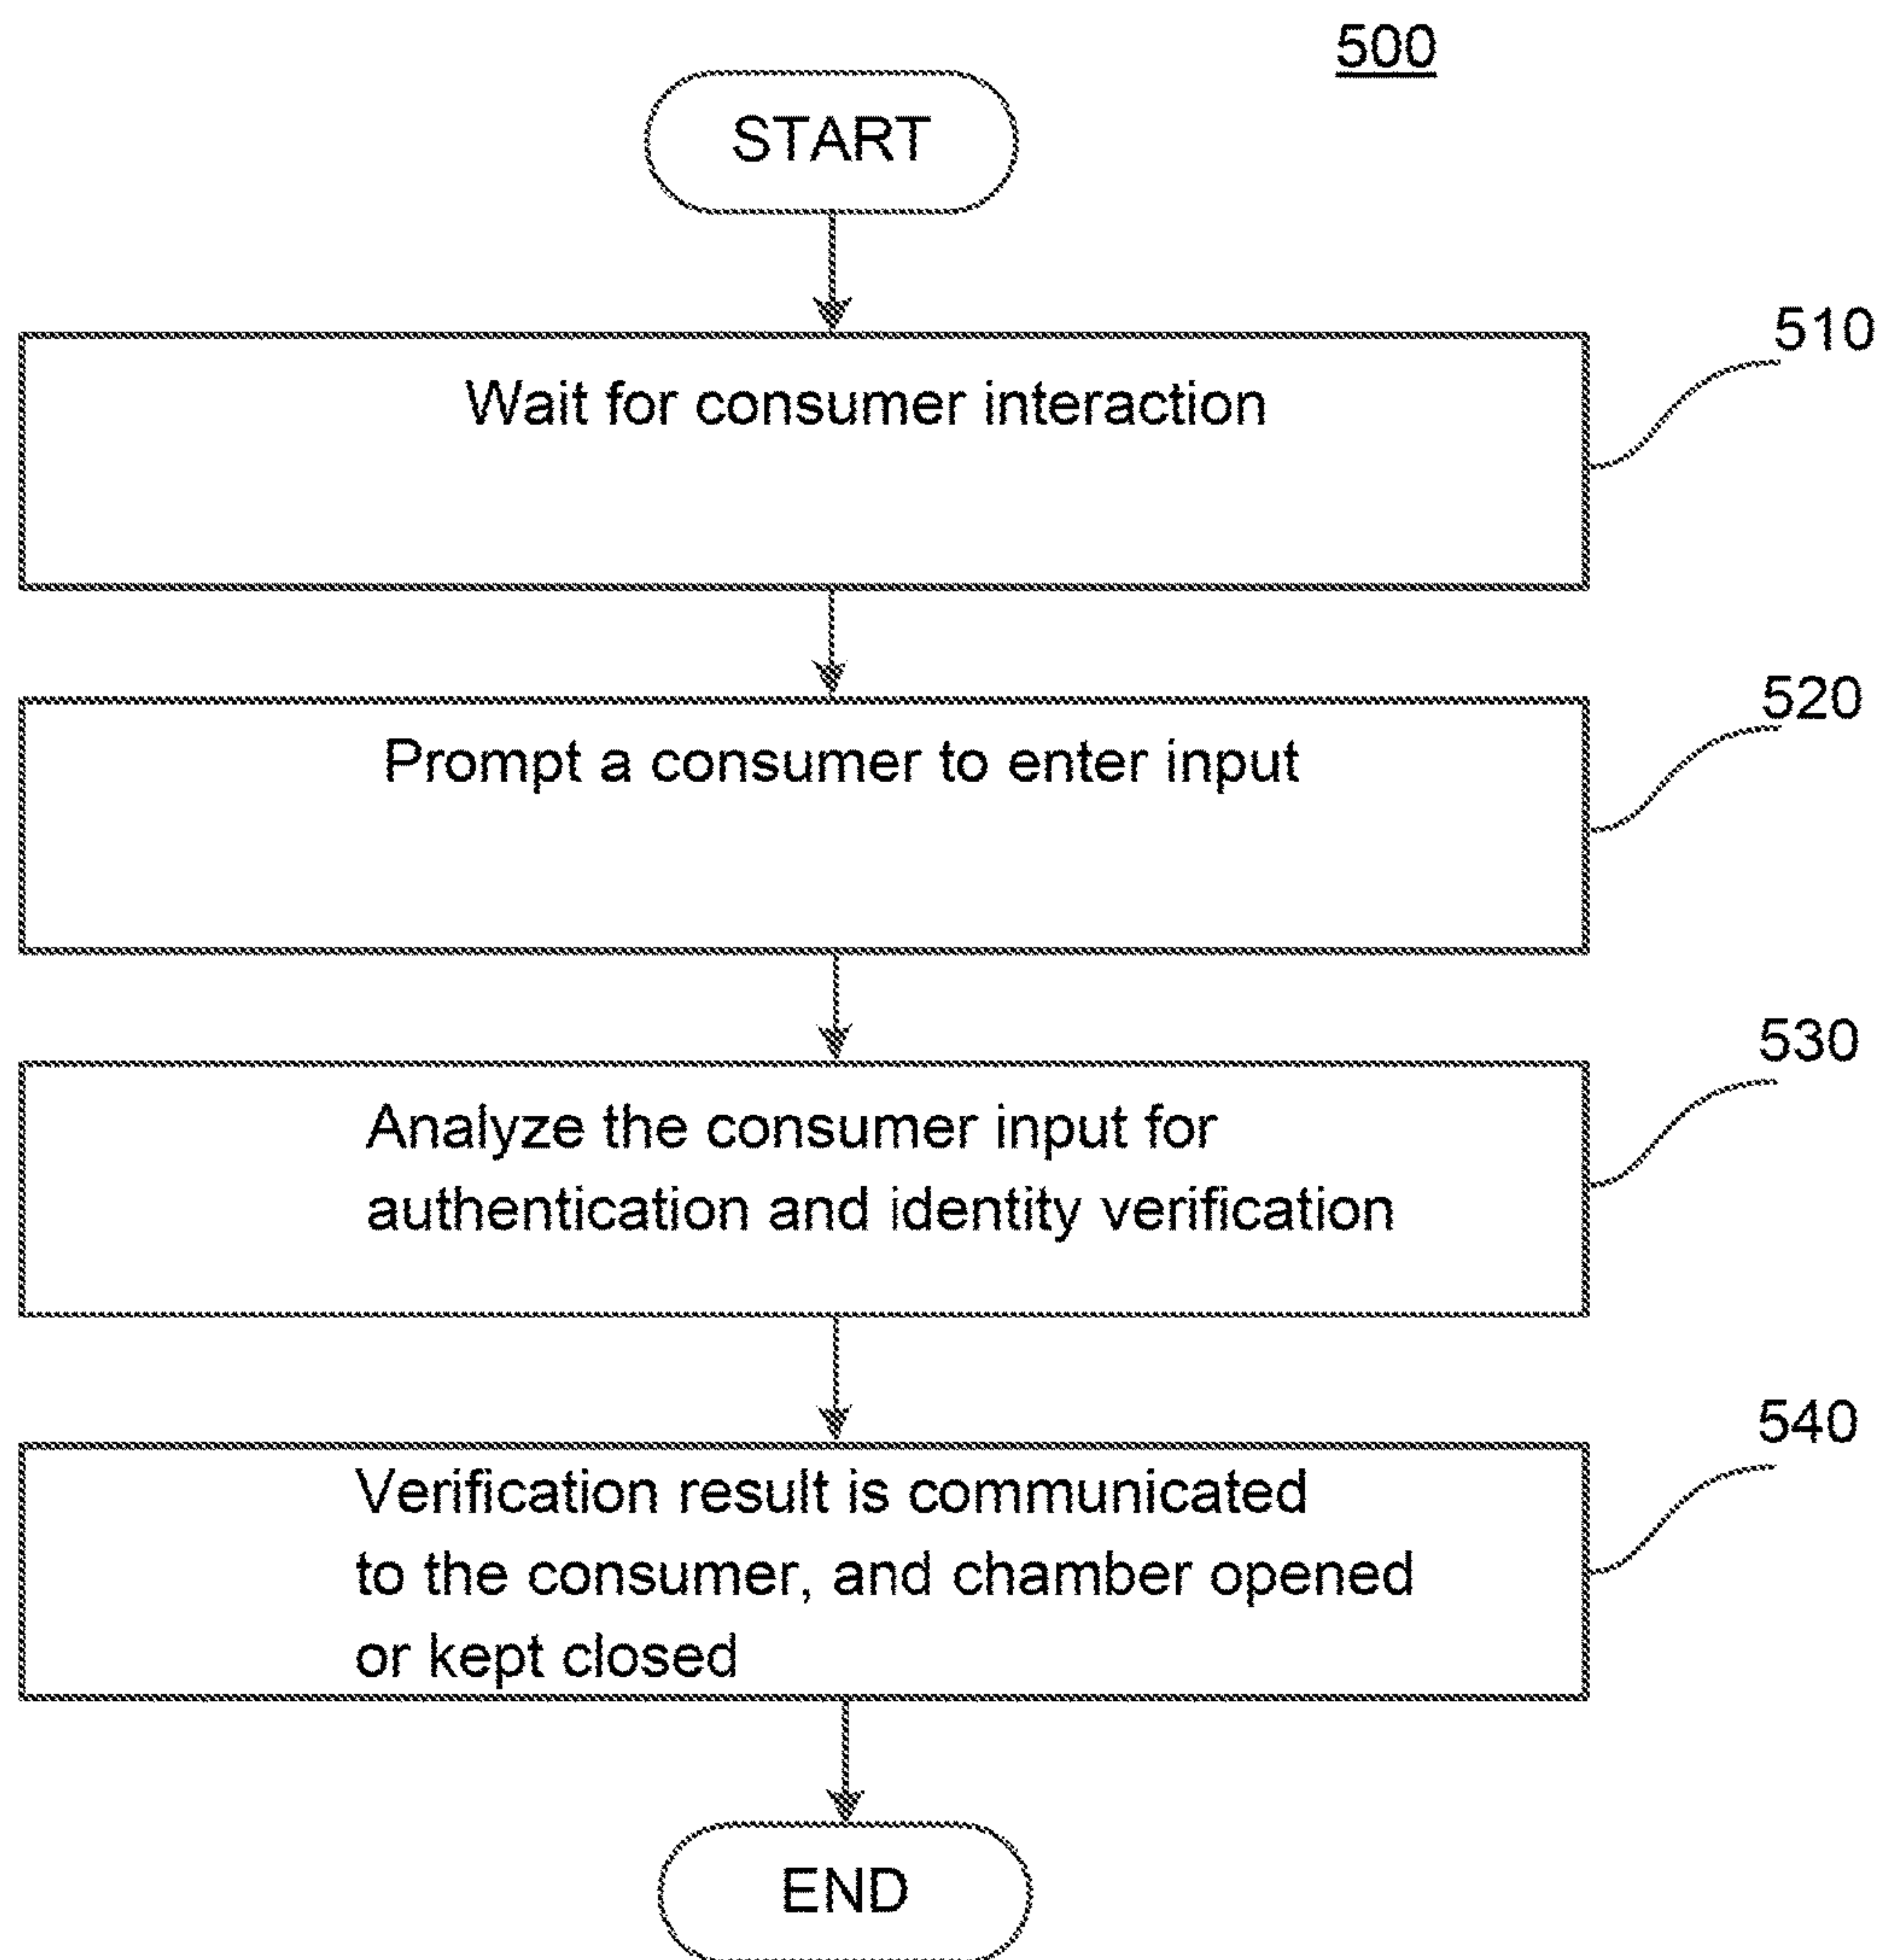 500
START
510
Wait for consumer interaction
520
Prompt a consumer to enter input
530
Analyze the consumer input for
authentication and identity verification
540
Verification result is communicated
to the consumer, and chamber opened
or kept closed
END